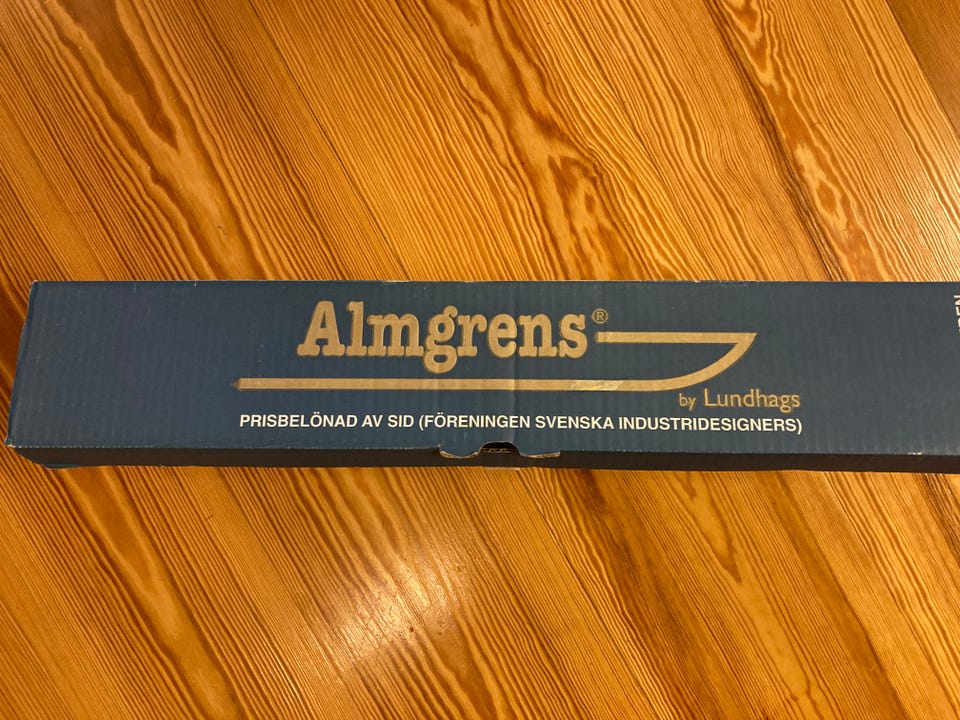 Almgrens®
by Lundhags
PRISBELÖNAD AV SID (FÖRENINGEN SVENSKA INDUSTRIDESIGNERS)